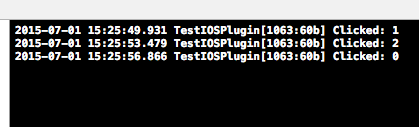 2015-07-01 15:25:49.931 TestIOSPlugin[1063:60b] Clicked: 1
2015-07-01 15:25:53.479 TestIOSPlugin[1063:60b] Clicked: 2
2015-07-01 15:25:56.866 TestIOSPlugin[1063:60b] Clicked: 0